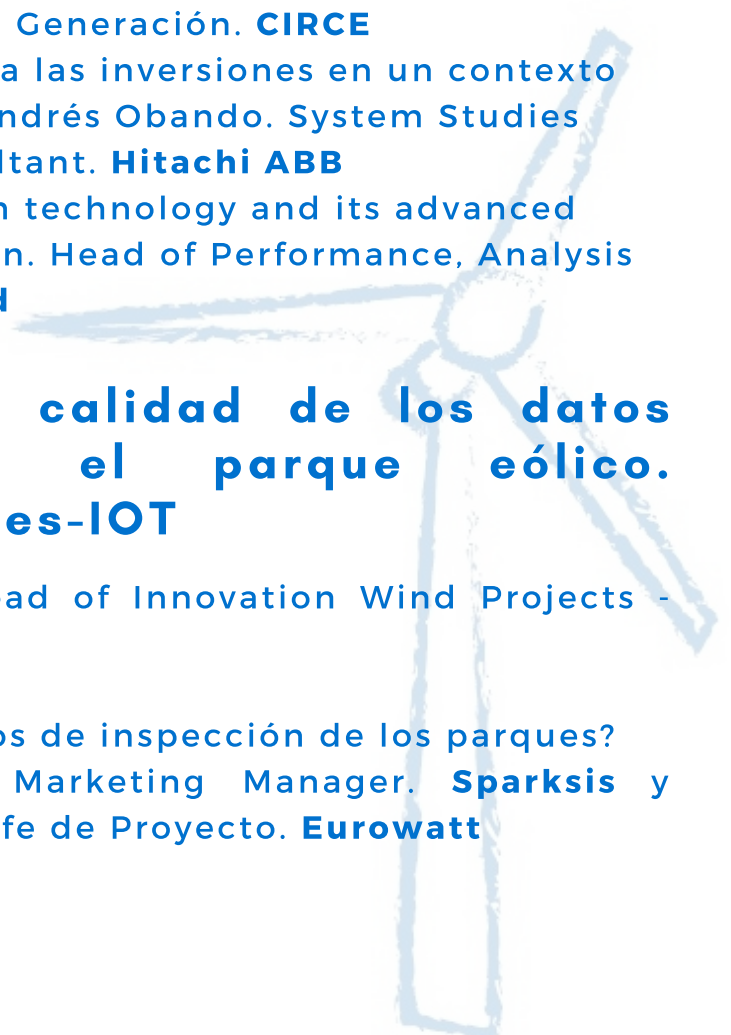 Generación. CIRCE
a las inversiones en un contexto
ndrés Obando. System Studies
ltant. Hitachi ABB
n technology and its advanced
n. Head of Performance, Analysis
d
calidad de los datos
el parque eólico.
es-IOT
ad of Innovation Wind Projects -
os de inspección de los parques?
Marketing Manager. Sparksis y
fe de Proyecto. Eurowatt